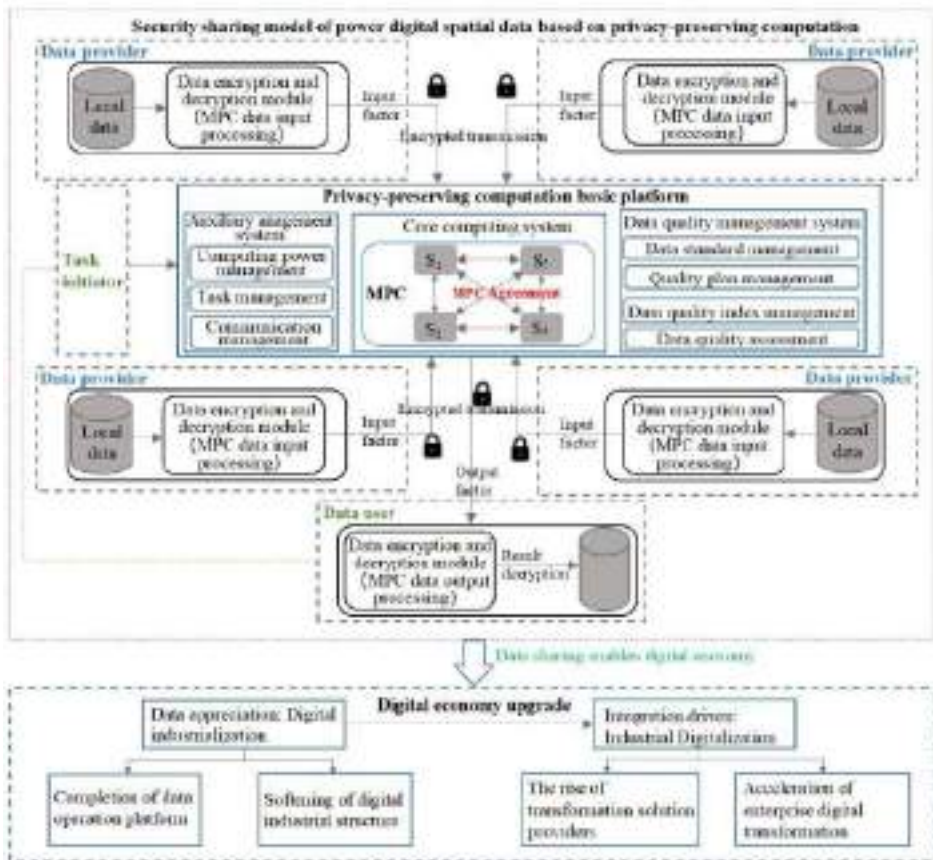 Security sharing model of power digital spatial data based on privacy-preserving computation
Data provider
Local
data
Data encryption and
decryption module
(MPC data input
processing)
Input
factor
Data provider
Input
factor
Data encryption and
decryption module
(MPC data input
processing)
Local
data
Encrypted transmission
Task
initiator
Privacy-preserving computation basic platform
Auxiliary
system
Computing power
management
Task management
Communication
management
Core computing system
MPC
MPC Agreement
Data quality management system
Data standard management
Quality plan management
Data quality index management
Data quality assessment
Data provider
Local
data
Data encryption and
decryption module
(MPC data input
processing)
Input
factor
Encrypted transmission
Data provider
Input
factor
Data encryption and
decryption module
(MPC data input
processing)
Local
data
Output
factor
Data user
Data encryption and
decryption module
(MPC data output
processing)
Result
decryption
Data sharing enables digital economy
Digital economy upgrade
Data appreciation: Digital
industrialization
Integration driven:
Industrial Digitalization
Completion of data
operation platform
Softening of digital
industrial structure
The rise of
transformation solution
providers
Acceleration of
enterprise digital
transformation